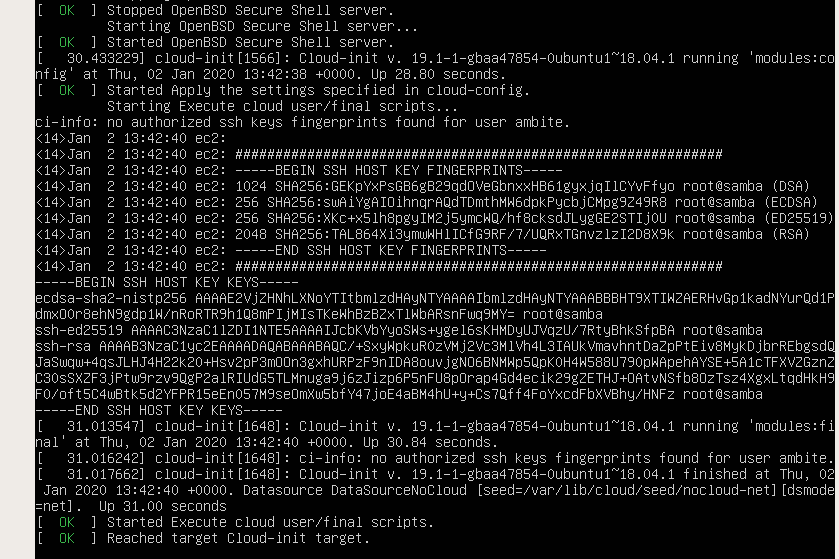 [  OK  ] Stopped OpenBSD Secure Shell server.
         Starting OpenBSD Secure Shell server...
[  OK  ] Started OpenBSD Secure Shell server.
[   30.433229] cloud-init[1566]: Cloud-init v. 19.1-1-gbaa47854-0ubuntu1~18.04.1 running 'modules:co
nfig' at Thu, 02 Jan 2020 13:42:38 +0000. Up 28.80 seconds.
[  OK  ] Started Apply the settings specified in cloud-config.
         Starting Execute cloud user/final scripts...
ci-info: no authorized ssh keys fingerprints found for user ambite.
<14>Jan  2 13:42:40 ec2:
<14>Jan  2 13:42:40 ec2: #############################################################
<14>Jan  2 13:42:40 ec2: -----BEGIN SSH HOST KEY FINGERPRINTS-----
<14>Jan  2 13:42:40 ec2: 1024 SHA256:GEKpYxPsGB6gB29qdOVeGbnxxHB61gyxjqIlCYvFfyo root@samba (DSA)
<14>Jan  2 13:42:40 ec2: 256 SHA256:swAiYgAIOihnqrAQdTDmthMW6dpkPycbjCMpg9Z49R8 root@samba (ECDSA)
<14>Jan  2 13:42:40 ec2: 256 SHA256:XKc+x5lh8pgyIM2j5ymcWQ/hf8cksdJLygGE2STIj0U root@samba (ED25519)
<14>Jan  2 13:42:40 ec2: 2048 SHA256:TAL864Xi3ymuWHlICfG9RF/7/UQRxTGnvzlzI2D8X9k root@samba (RSA)
<14>Jan  2 13:42:40 ec2: -----END SSH HOST KEY FINGERPRINTS-----
<14>Jan  2 13:42:40 ec2: #############################################################
-----BEGIN SSH HOST KEY KEYS-----
ecdsa-sha2-nistp256 AAAAE2VjZHNhLXNoYTItbmlzdHAyNTYAAAAIbmlzdHAyNTYAAABBBHT9XTIWZAERHvGp1kadNYurQd1P
dmxO0r8ehN9gdp1W/nRoRTR9h1Q8mPIjMIsTKeWhBzBZxTlWbARsnFwq9MY= root@samba
ssh-ed25519 AAAAC3NzaC1lZDI1NTE5AAAAIJcbKVbYyoSWs+ygel6sKHMDyUJVqzU/7RtyBhkSfpBA root@samba
ssh-rsa AAAAB3NzaC1yc2EAAAADAQABAAABAQC/+SxyWpkuR0zVMj2Vc3MlVh4L3IAUkVmavhntDaZpPtEiv8MykDjbrREbgsdQ
JaSwqw+4qsJLHJ4H22k20+Hsv2pP3mOOn3gxhURPzF9nIDA8ouvjgNO6BNMWp5QpK0H4W588U790pWApehAYSE+5A1cTFXVZGznZ
C30sSXZF3jPtw9rzv9QgP2alRIUdG5TLMnuga9j6zJizp6P5nFU8pOrap4Gd4ecik29gZETHJ+OAtvNSfb8OzTsz4XgxLtqdHkH9
F0/oft5C4wBtk5d2YFPR15eEn057M9seOmXw5bfY47joE4aBM4hU+y+Cs7Qff4FoYxcdFbXVBhy/HNFz root@samba
-----END SSH HOST KEY KEYS-----
[   31.013547] cloud-init[1648]: Cloud-init v. 19.1-1-gbaa47854-0ubuntu1~18.04.1 running 'modules:fi
nal' at Thu, 02 Jan 2020 13:42:40 +0000. Up 30.84 seconds.
[   31.016242] cloud-init[1648]: ci-info: no authorized ssh keys fingerprints found for user ambite.
[   31.017662] cloud-init[1648]: Cloud-init v. 19.1-1-gbaa47854-0ubuntu1~18.04.1 finished at Thu, 02
 Jan 2020 13:42:40 +0000. Datasource DataSourceNoCloud [seed=/var/lib/cloud/seed/nocloud-net][dsmode
=net].  Up 31.00 seconds
[  OK  ] Started Execute cloud user/final scripts.
[  OK  ] Reached target Cloud-init target.